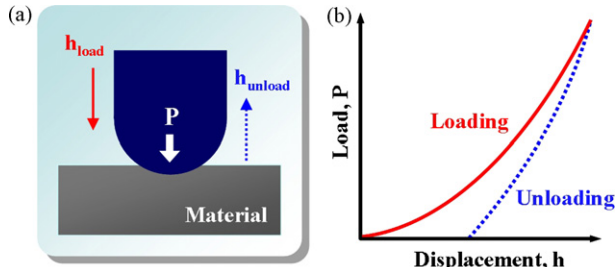 (a)
hload
hunload
P
Material
(b)
Load, P
Loading
Unloading
Displacement, h